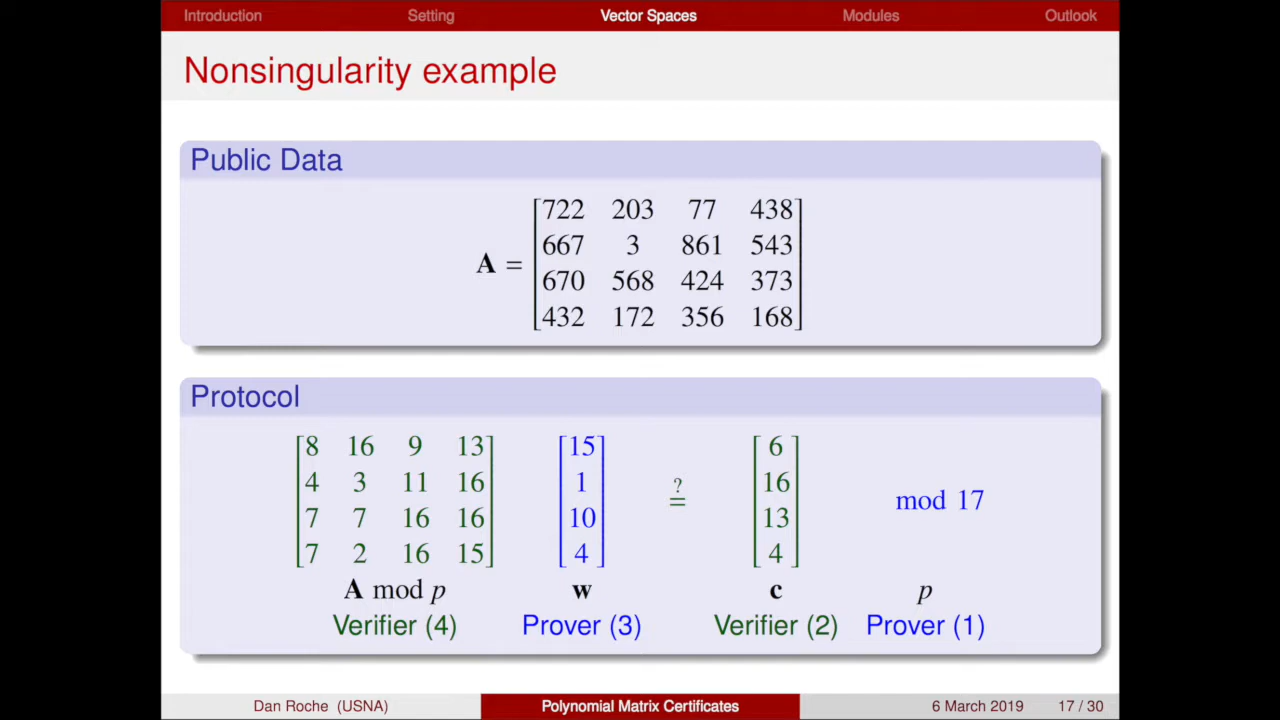 Introduction Setting Vector Spaces Modules Outlook
Nonsingularity example
Public Data
A = [722 203 77 438]
[667 3 861 543]
[670 568 424 373]
[432 172 356 168]
Protocol
[8 16 9 13] [15] [6]
[4 3 11 16] [1] ?= [16] mod 17
[7 7 16 16] [10] [13]
[7 2 16 15] [4] [4]
A mod p w c p
Verifier (4) Prover (3) Verifier (2) Prover (1)
Dan Roche (USNA) Polynomial Matrix Certificates 6 March 2019 17 / 30